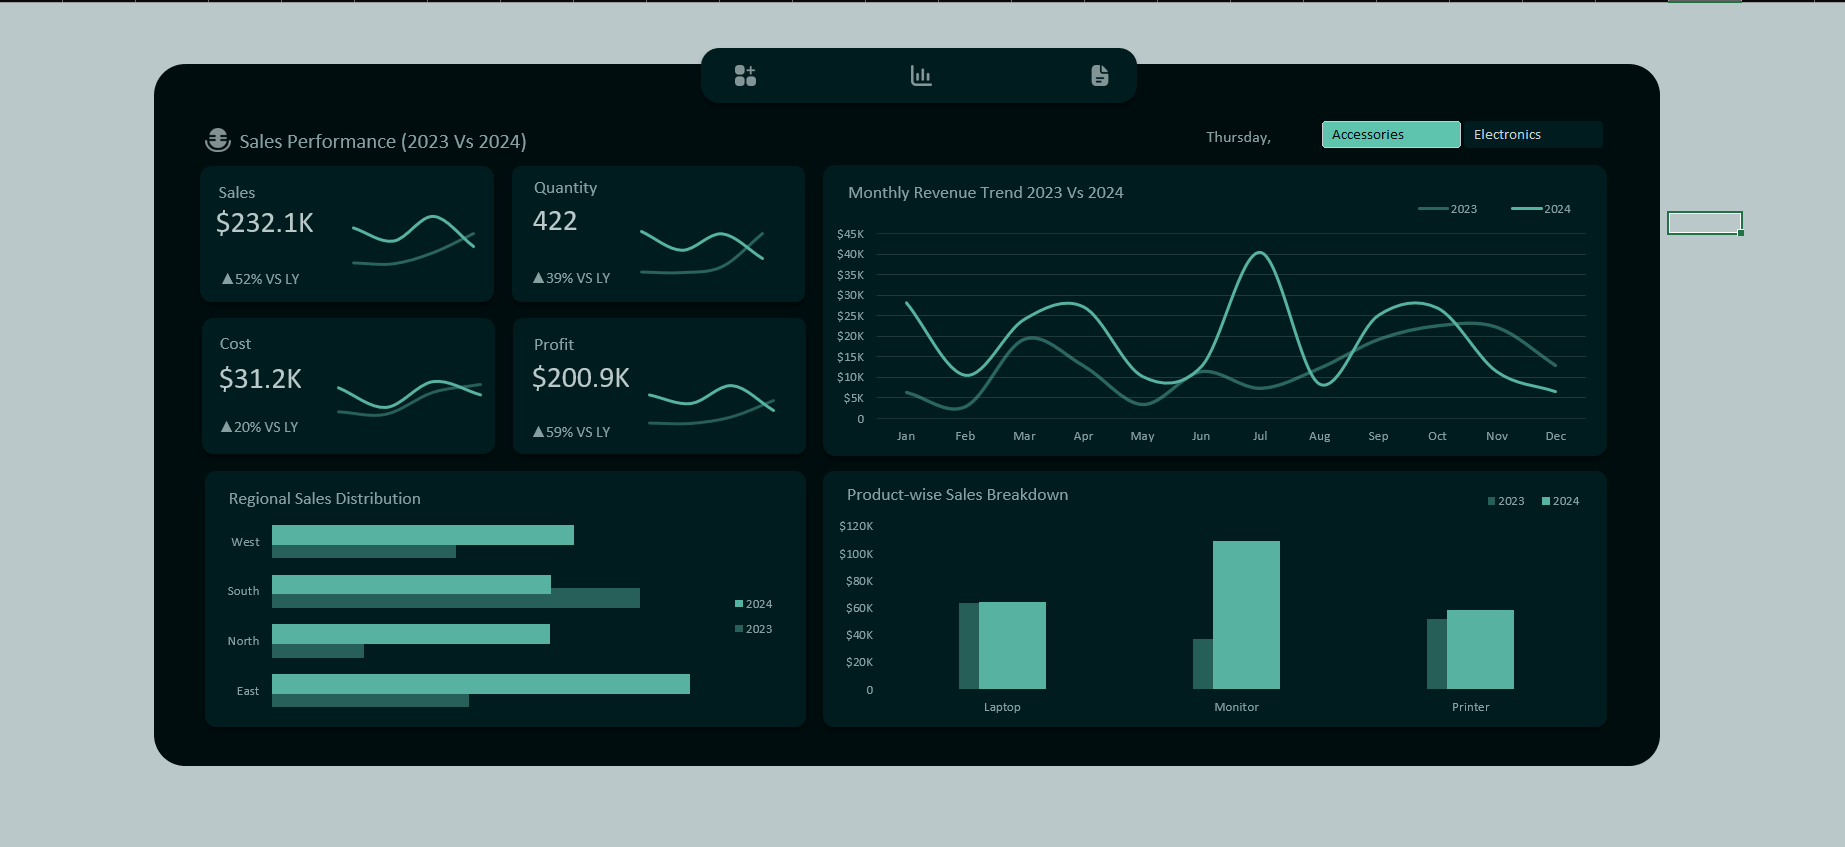 Sales Performance (2023 Vs 2024)
Thursday,
Accessories
Electronics
Sales
$232.1K
▲52% VS LY
Quantity
422
▲39% VS LY
Cost
$31.2K
▲20% VS LY
Profit
$200.9K
▲59% VS LY
Monthly Revenue Trend 2023 Vs 2024
2023
2024
$45K
$40K
$35K
$30K
$25K
$20K
$15K
$10K
$5K
0
Jan Feb Mar Apr May Jun Jul Aug Sep Oct Nov Dec
Regional Sales Distribution
West
South
North
East
2024
2023
Product-wise Sales Breakdown
2023
2024
$120K
$100K
$80K
$60K
$40K
$20K
0
Laptop Monitor Printer